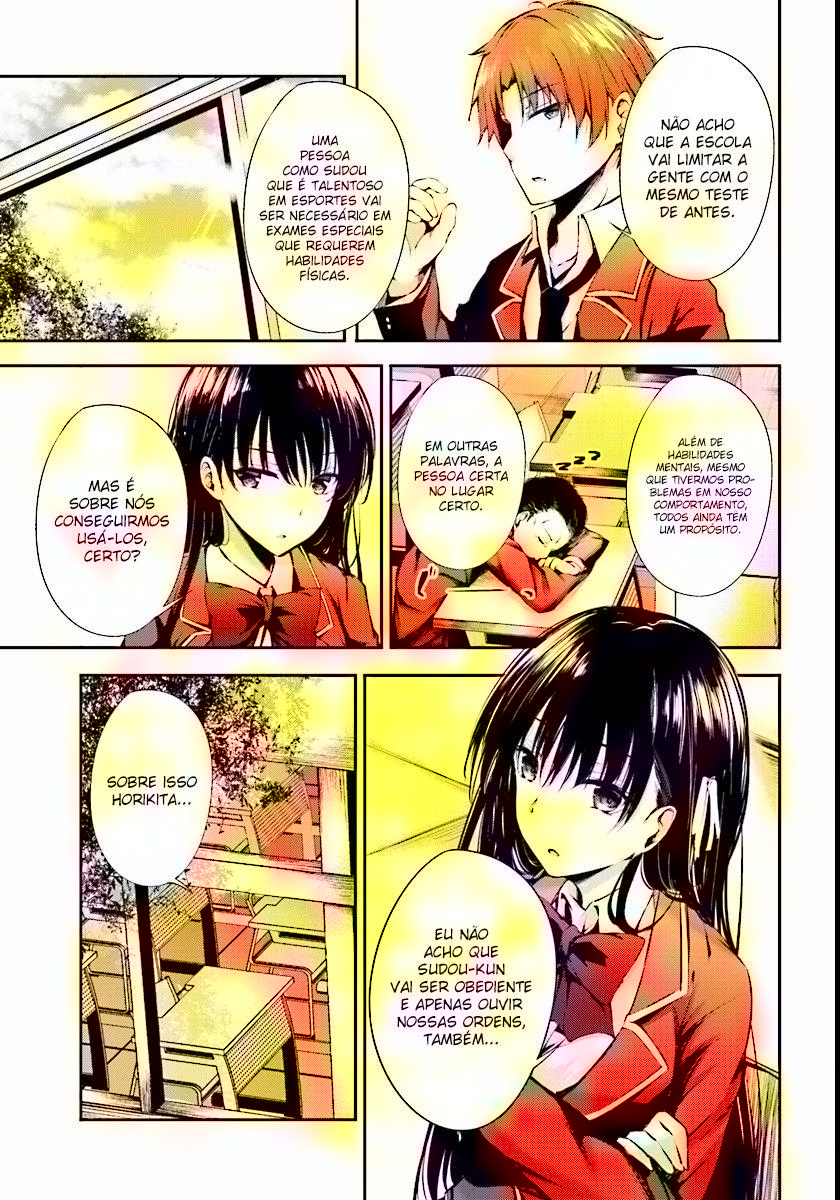 NÃO ACHO
QUE A ESCOLA
VAI LIMITAR A
GENTE COM O
MESMO TESTE
DE ANTES.
UMA
PESSOA
COMO SUDOU
QUE É TALENTOSO
EM ESPORTES VAI
SER NECESSÁRIO EM
EXAMES ESPECIAIS
QUE REQUEREM
HABILIDADES
FÍSICAS.
ALÉM DE
HABILIDADES
MENTAIS, MESMO
QUE TIVERMOS PRO-
BLEMAS EM NOSSO
COMPORTAMENTO,
TODOS AINDA TÊM
UM PROPÓSITO.
EM OUTRAS
PALAVRAS, A
PESSOA CERTA
NO LUGAR
CERTO.
zzz?
MAS É
SOBRE NÓS
CONSEGUIRMOS
USÁ-LOS,
CERTO?
EU NÃO
ACHO QUE
SUDOU-KUN
VAI SER OBEDIENTE
E APENAS OUVIR
NOSSAS ORDENS,
TAMBÉM...
SOBRE ISSO
HORIKITA...